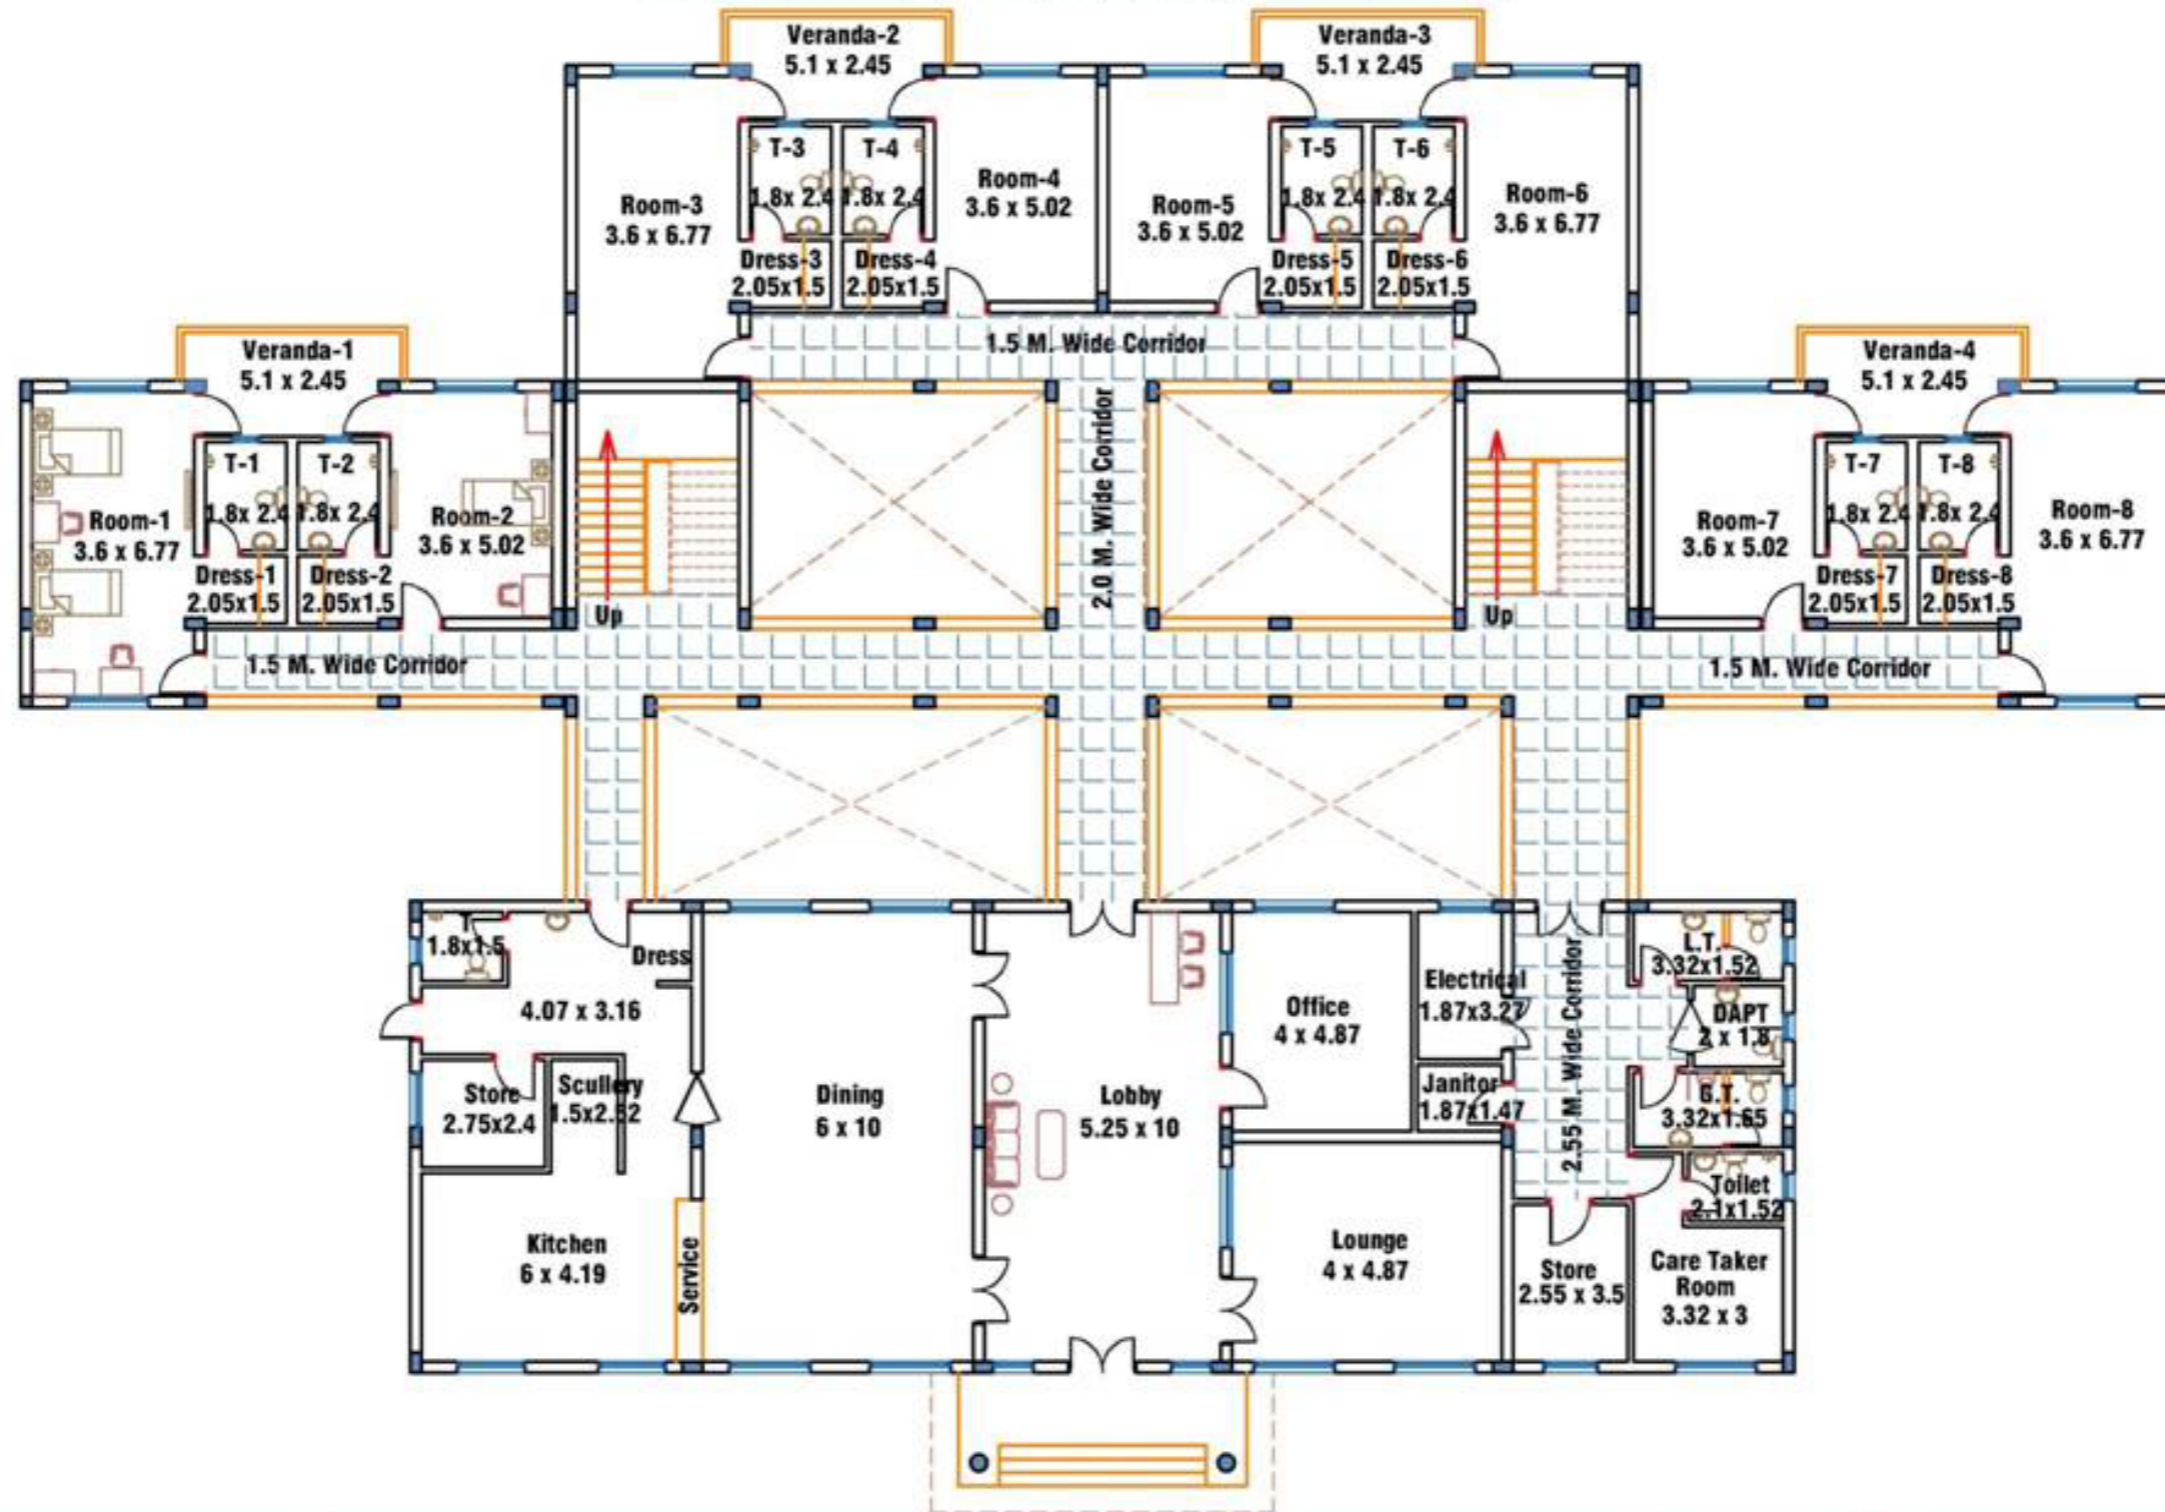 Veranda-2
5.1 x 2.45
Veranda-3
5.1 x 2.45
T-3
1.8x 2.4
T-4
1.8x 2.4
T-5
1.8x 2.4
T-6
1.8x 2.4
Room-3
3.6 x 6.77
Room-4
3.6 x 5.02
Room-5
3.6 x 5.02
Room-6
3.6 x 6.77
Dress-3
2.05x1.5
Dress-4
2.05x1.5
Dress-5
2.05x1.5
Dress-6
2.05x1.5
1.5 M. Wide Corridor
Veranda-1
5.1 x 2.45
Veranda-4
5.1 x 2.45
2.0 M. Wide Corridor
T-1
1.8x 2.4
T-2
1.8x 2.4
T-7
1.8x 2.4
T-8
1.8x 2.4
Room-1
3.6 x 6.77
Room-2
3.6 x 5.02
Room-7
3.6 x 5.02
Room-8
3.6 x 6.77
Dress-1
2.05x1.5
Dress-2
2.05x1.5
Dress-7
2.05x1.5
Dress-8
2.05x1.5
Up
Up
1.5 M. Wide Corridor
1.5 M. Wide Corridor
T
1.8x1.5
Dress
4.07 x 3.16
Store
2.75x2.4
Scullery
1.5x2.52
Kitchen
6 x 4.19
Service
Dining
6 x 10
Lobby
5.25 x 10
Office
4 x 4.87
Electrical
1.87x3.27
Janitor
1.87x1.47
2.55 M. Wide Corridor
L.T.
3.32x1.52
DAPT
2 x 1.8
G.T.
3.32x1.65
Toilet
2.1x1.52
Lounge
4 x 4.87
Store
2.55 x 3.5
Care Taker
Room
3.32 x 3